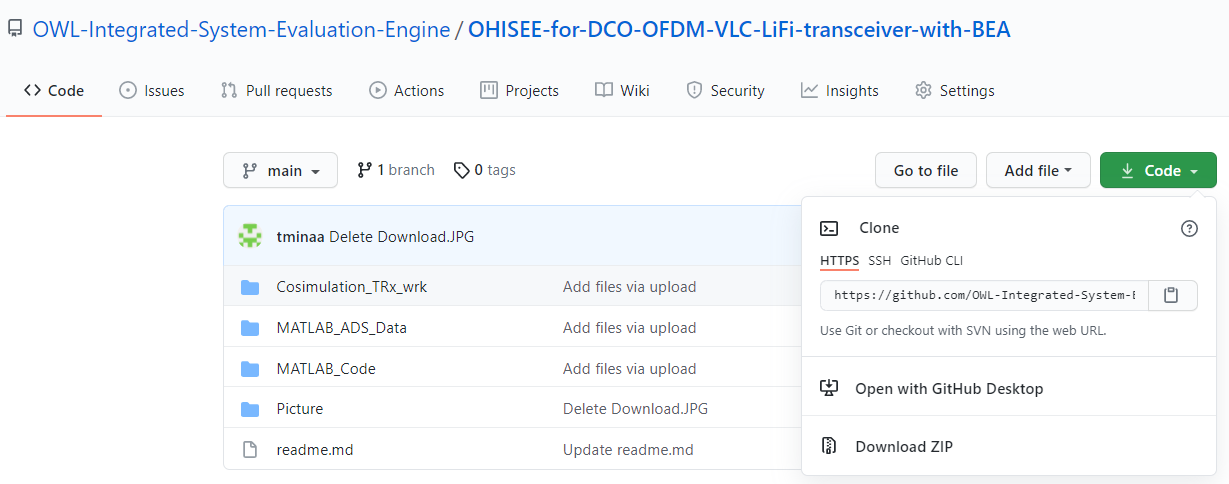 OWL-Integrated-System-Evaluation-Engine / OHISEE-for-DCO-OFDM-VLC-LiFi-transceiver-with-BEA
Code Issues Pull requests Actions Projects Wiki Security Insights Settings
main 1 branch 0 tags Go to file Add file Code
tminaa Delete Download.JPG
Cosimulation_TRx_wrk Add files via upload
MATLAB_ADS_Data Add files via upload
MATLAB_Code Add files via upload
Picture Delete Download.JPG
readme.md Update readme.md
Clone
HTTPS SSH GitHub CLI
https://github.com/OWL-Integrated-System-E
Use Git or checkout with SVN using the web URL.
Open with GitHub Desktop
Download ZIP